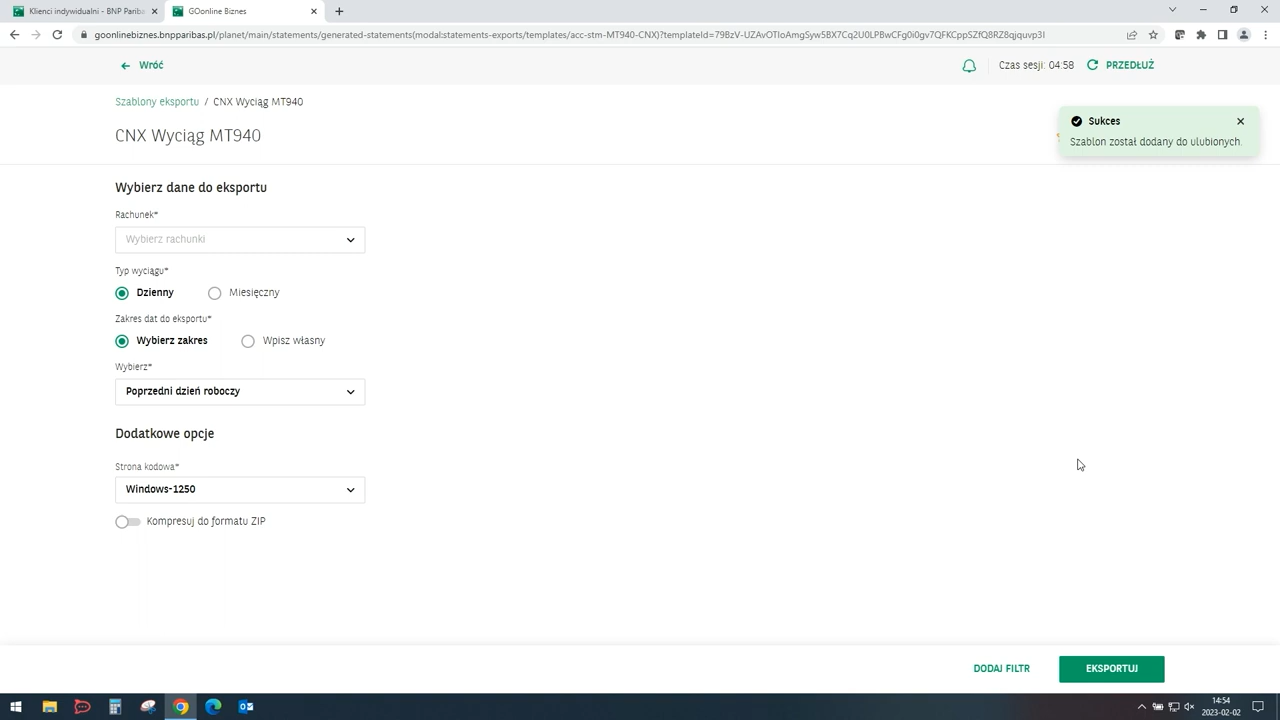 Klienci indywidualni - BNP Pariba
GOonline Biznes
goonlinebiznes.bnpparibas.pl/planet/main/statements/generated-statements(modal:statements-exports/templates/acc-stm-MT940-CNX)?templateId=79BzV-UZAvOTIoAmgSyw5BX7Cq2U0LPBwCFg0i0gv7QFKCppSZfQ8RZ8qjquvp3I
Wróć
Czas sesji: 04:58
PRZEDŁUŻ
Szablony eksportu / CNX Wyciąg MT940
CNX Wyciąg MT940
Sukces
Szablon został dodany do ulubionych.
Wybierz dane do eksportu
Rachunek*
Wybierz rachunki
Typ wyciągu*
Dzienny
Miesięczny
Zakres dat do eksportu*
Wybierz zakres
Wpisz własny
Wybierz*
Poprzedni dzień roboczy
Dodatkowe opcje
Strona kodowa*
Windows-1250
Kompresuj do formatu ZIP
DODAJ FILTR
EKSPORTUJ
14:54
2023-02-02